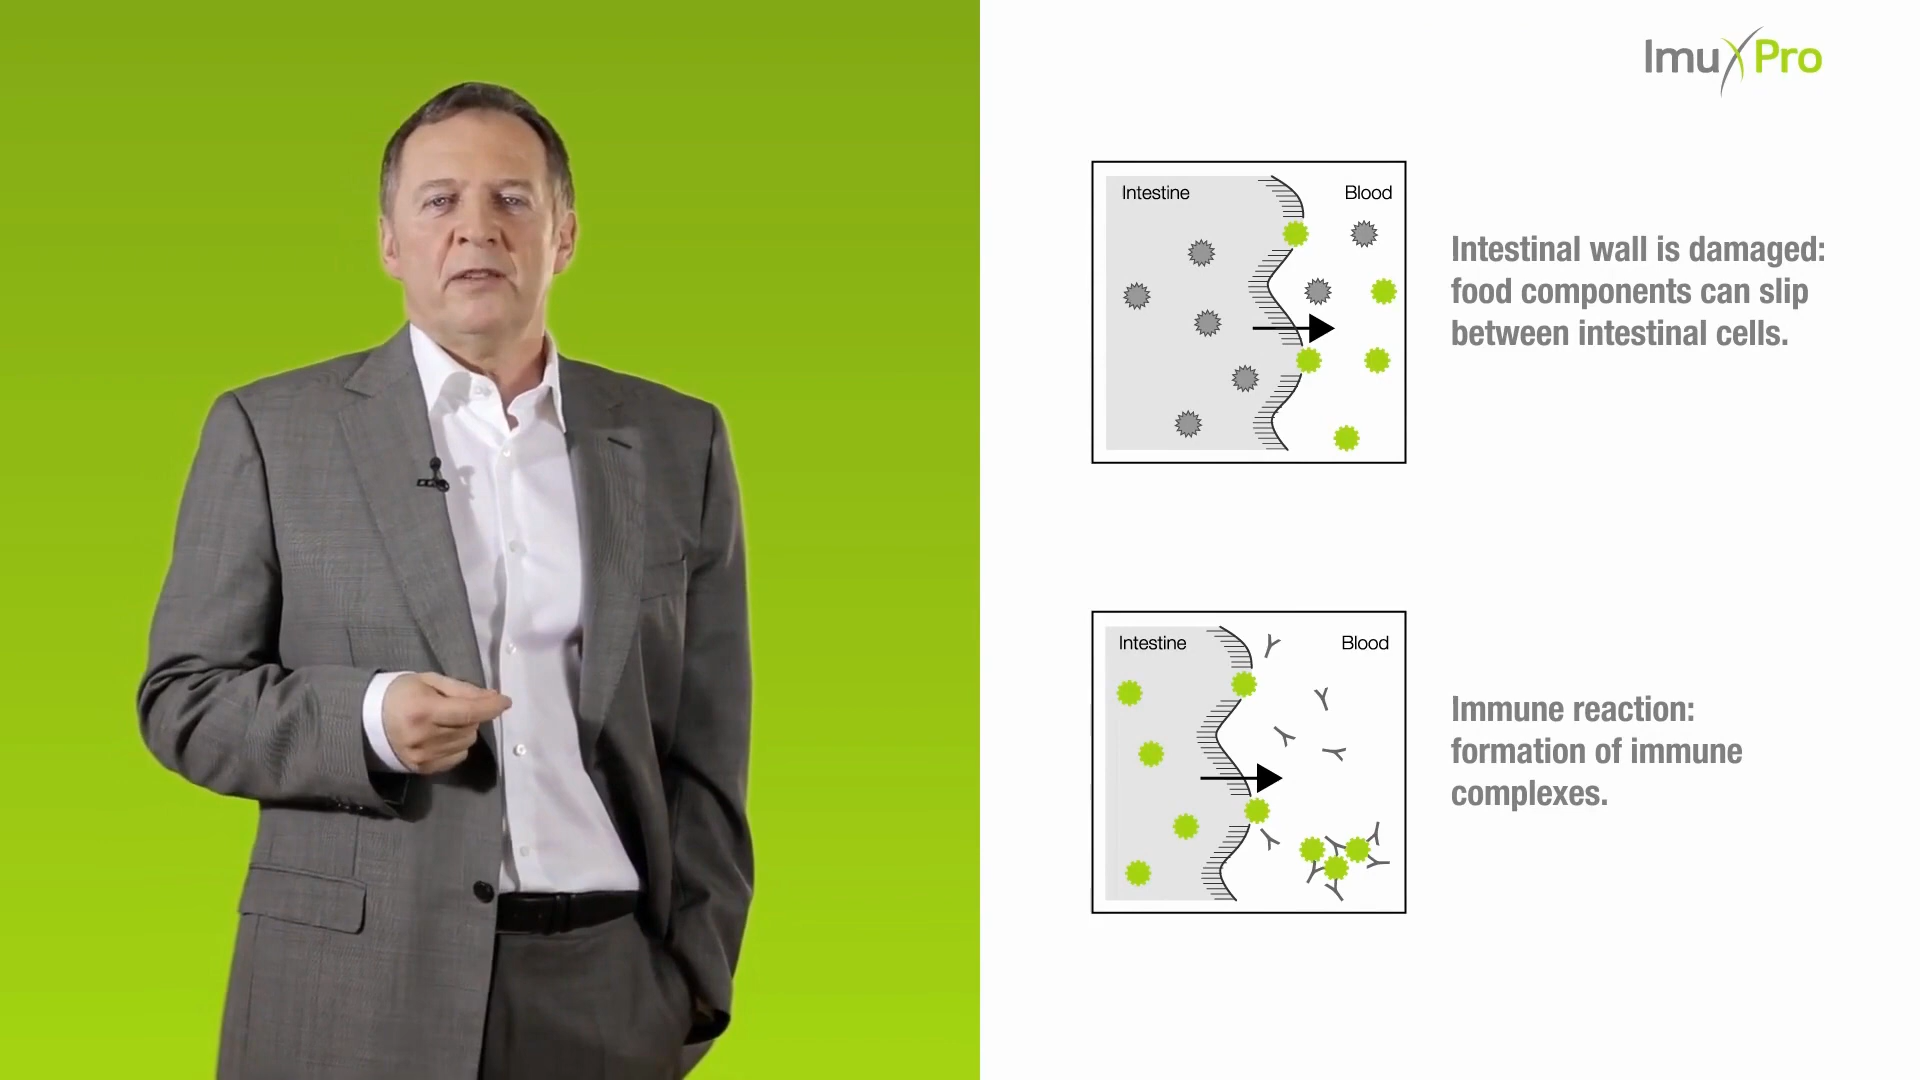 ImuXPro
Intestine
Blood
Intestinal wall is damaged:
food components can slip
between intestinal cells.
Intestine
Blood
Immune reaction:
formation of immune
complexes.